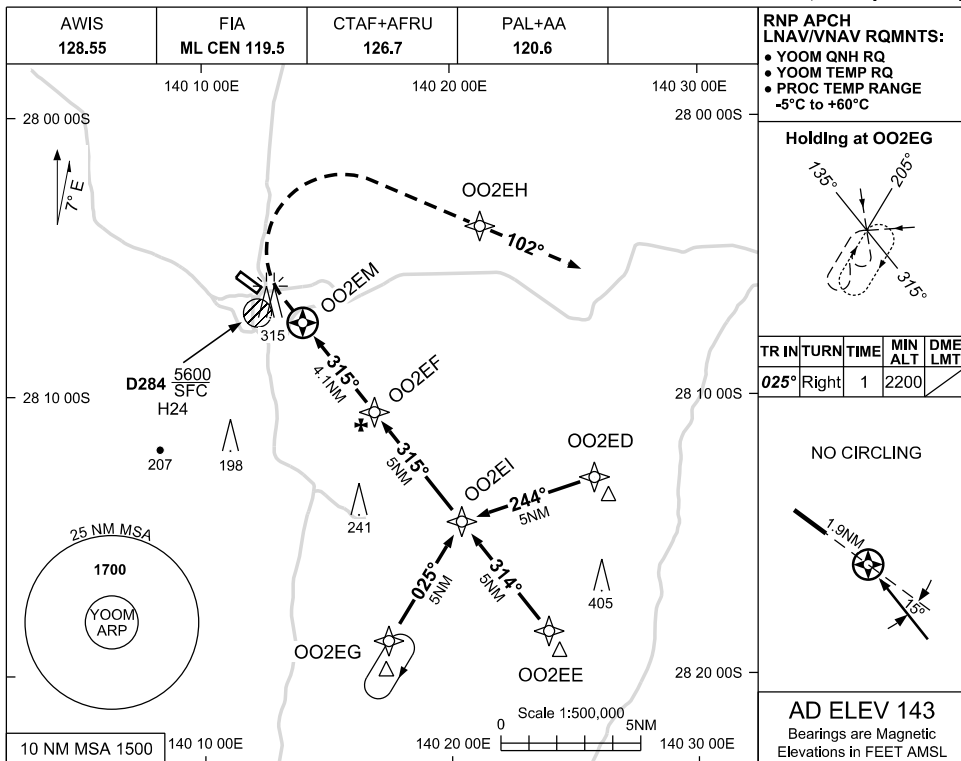 AWIS
128.55
FIA
ML CEN 119.5
CTAF+AFRU
126.7
PAL+AA
120.6
RNP APCH
LNAV/VNAV RQMNTS:
• YOOM QNH RQ
• YOOM TEMP RQ
• PROC TEMP RANGE
-5°C to +60°C
140 10 00E
140 20 00E
140 30 00E
28 00 00S
28 00 00S
7° E
Holding at OO2EG
135°
205°
315°
OO2EH
102°
OO2EM
315
D284 5600
SFC
H24
315°
4.1NM
OO2EF
TR IN
TURN
TIME
MIN
ALT
DME
LMT
025°
Right
1
2200
28 10 00S
28 10 00S
207
198
241
315°
5NM
OO2EI
OO2ED
244°
5NM
NO CIRCLING
1.9NM
15°
25 NM MSA
1700
YOOM
ARP
025°
5NM
314°
5NM
405
OO2EG
OO2EE
28 20 00S
Scale 1:500,000
0
5NM
10 NM MSA 1500
140 10 00E
140 20 00E
140 30 00E
AD ELEV 143
Bearings are Magnetic
Elevations in FEET AMSL